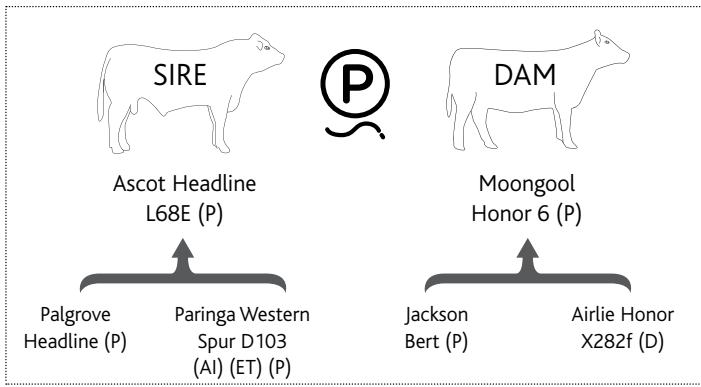 SIRE
P
DAM
Ascot Headline
L68E (P)
Moongool
Honor 6 (P)
Palgrove
Headline (P)
Paringa Western
Spur D103
(AI) (ET) (P)
Jackson
Bert (P)
Airlie Honor
X282f (D)